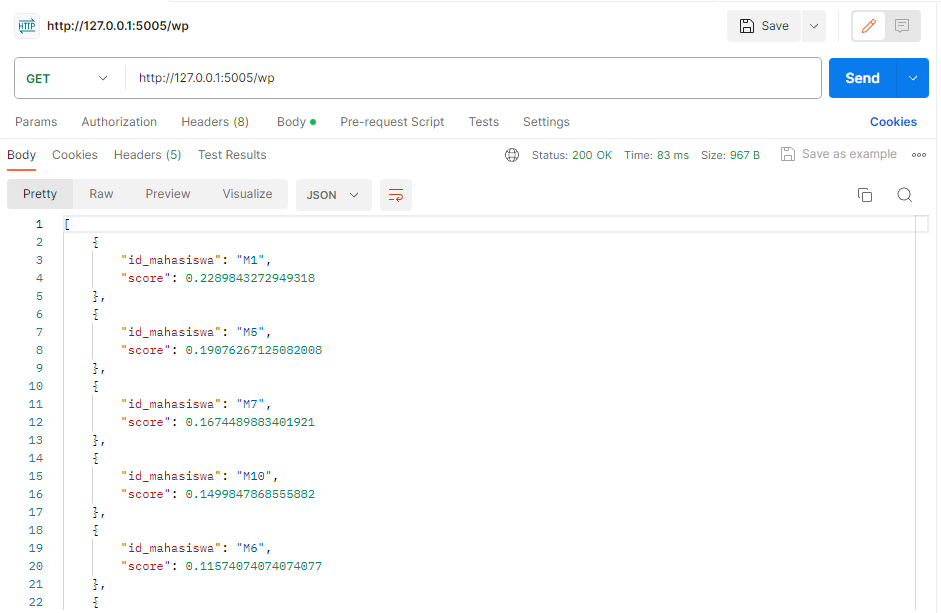 HTTP http://127.0.0.1:5005/wp Save
GET http://127.0.0.1:5005/wp Send
Params Authorization Headers (8) Body Pre-request Script Tests Settings Cookies
Body Cookies Headers (5) Test Results Status: 200 OK Time: 83 ms Size: 967 B Save as example
Pretty Raw Preview Visualize JSON
1 [
2 {
3 "id_mahasiswa": "M1",
4 "score": 0.2289843272949318
5 },
6 {
7 "id_mahasiswa": "M5",
8 "score": 0.19076267125082008
9 },
10 {
11 "id_mahasiswa": "M7",
12 "score": 0.1674489883401921
13 },
14 {
15 "id_mahasiswa": "M10",
16 "score": 0.1499847868555882
17 },
18 {
19 "id_mahasiswa": "M6",
20 "score": 0.11574074074074077
21 },
22 {